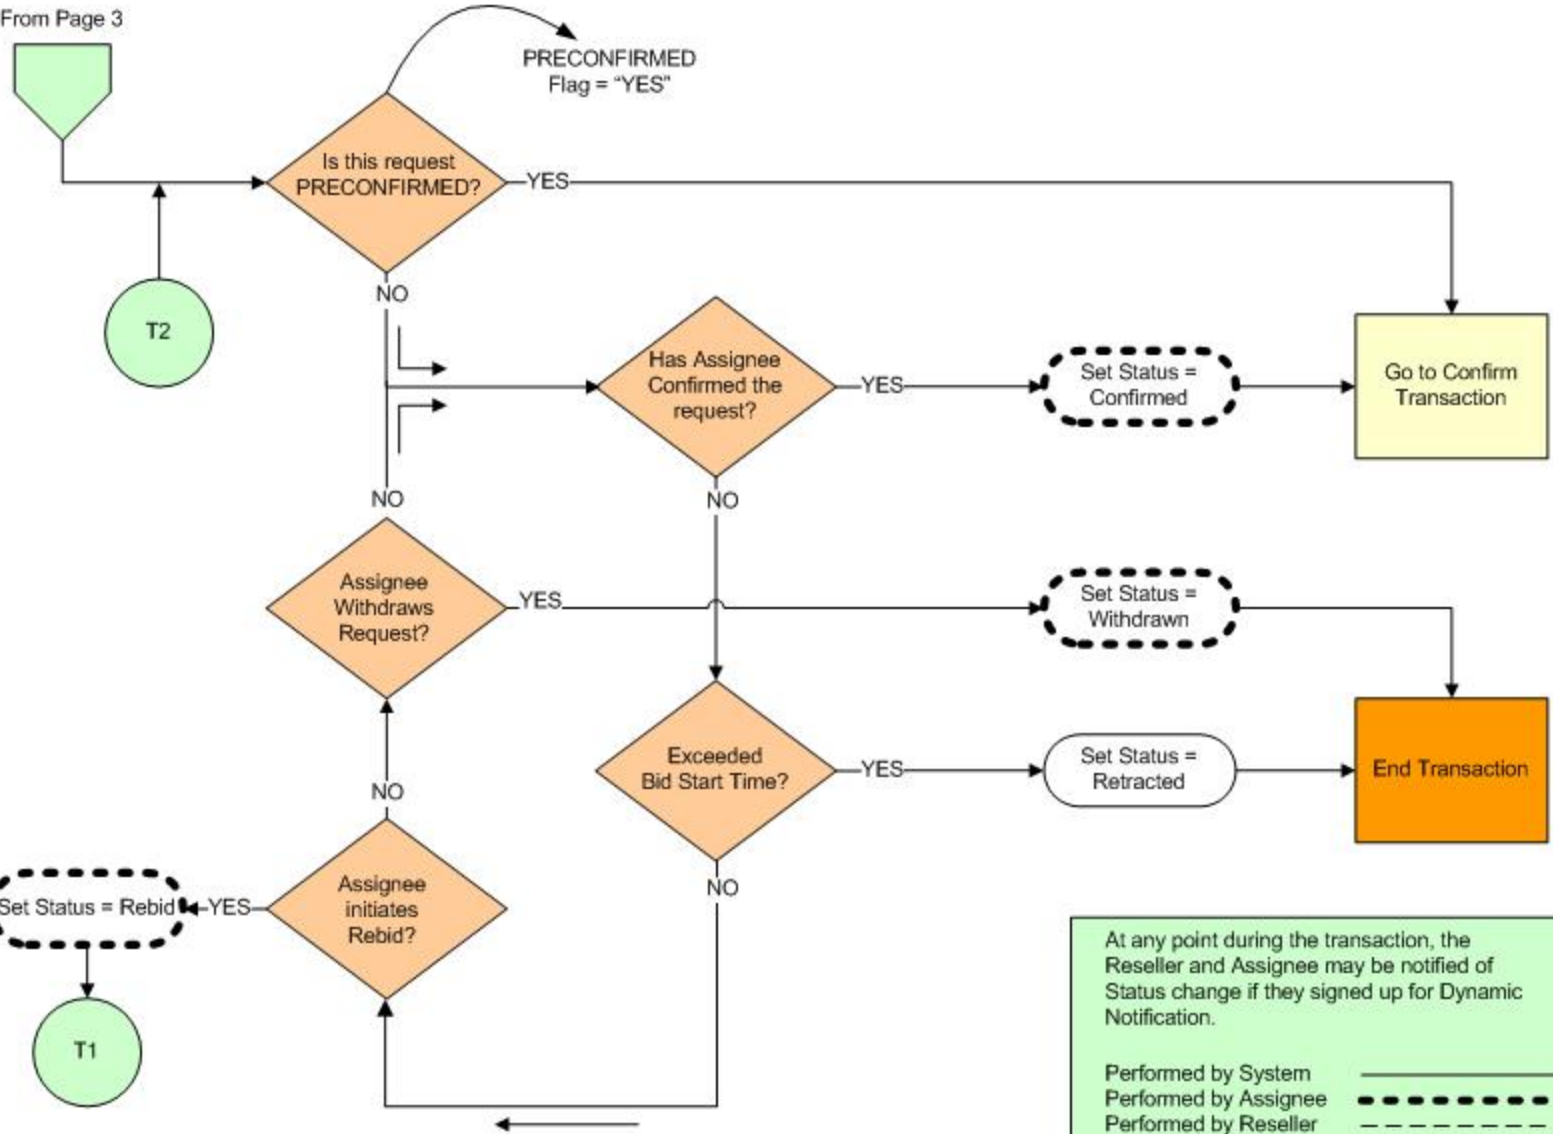 From Page 3
PRECONFIRMED
Flag = “YES”
Is this request
PRECONFIRMED?
YES
NO
T2
Has Assignee
Confirmed the
request?
YES
Set Status =
Confirmed
Go to Confirm
Transaction
NO
NO
Assignee
Withdraws
Request?
YES
Set Status =
Withdrawn
Exceeded
Bid Start Time?
YES
Set Status =
Retracted
End Transaction
NO
NO
Assignee
initiates
Rebid?
YES
Set Status = Rebid
T1
At any point during the transaction, the
Reseller and Assignee may be notified of
Status change if they signed up for Dynamic
Notification.
Performed by System
Performed by Assignee
Performed by Reseller